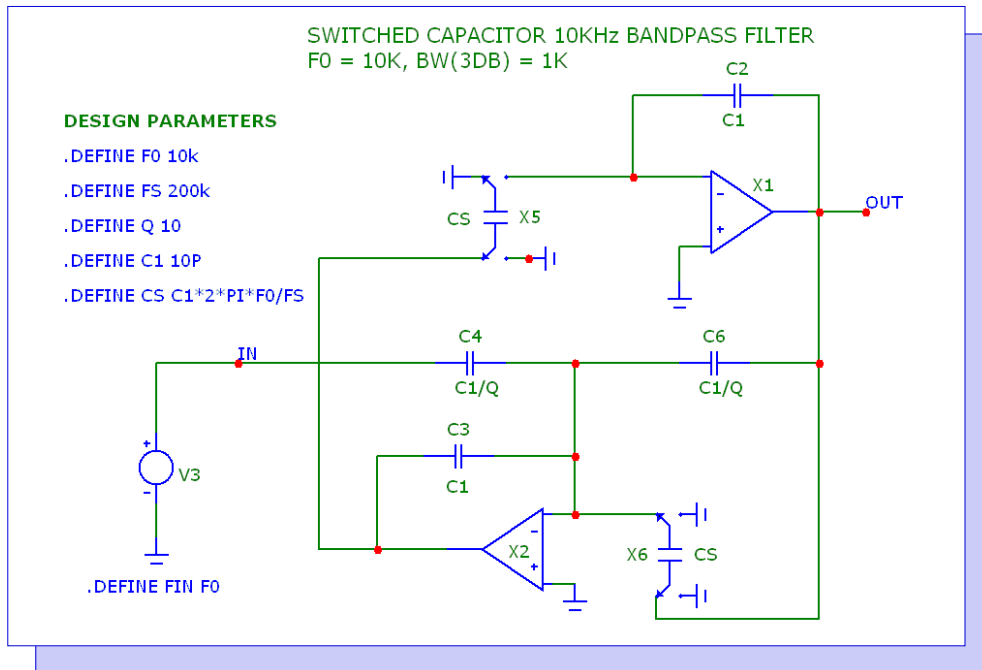 SWITCHED CAPACITOR 10KHz BANDPASS FILTER
F0 = 10K, BW(3DB) = 1K
C2
C1
DESIGN PARAMETERS
.DEFINE F0 10k
.DEFINE FS 200k
.DEFINE Q 10
.DEFINE C1 10P
.DEFINE CS C1*2*PI*F0/FS
CS
X5
-
X1
+
OUT
IN
C4
C1/Q
C6
C1/Q
C3
C1
+
V3
-
X2
-
+
X6
CS
.DEFINE FIN F0